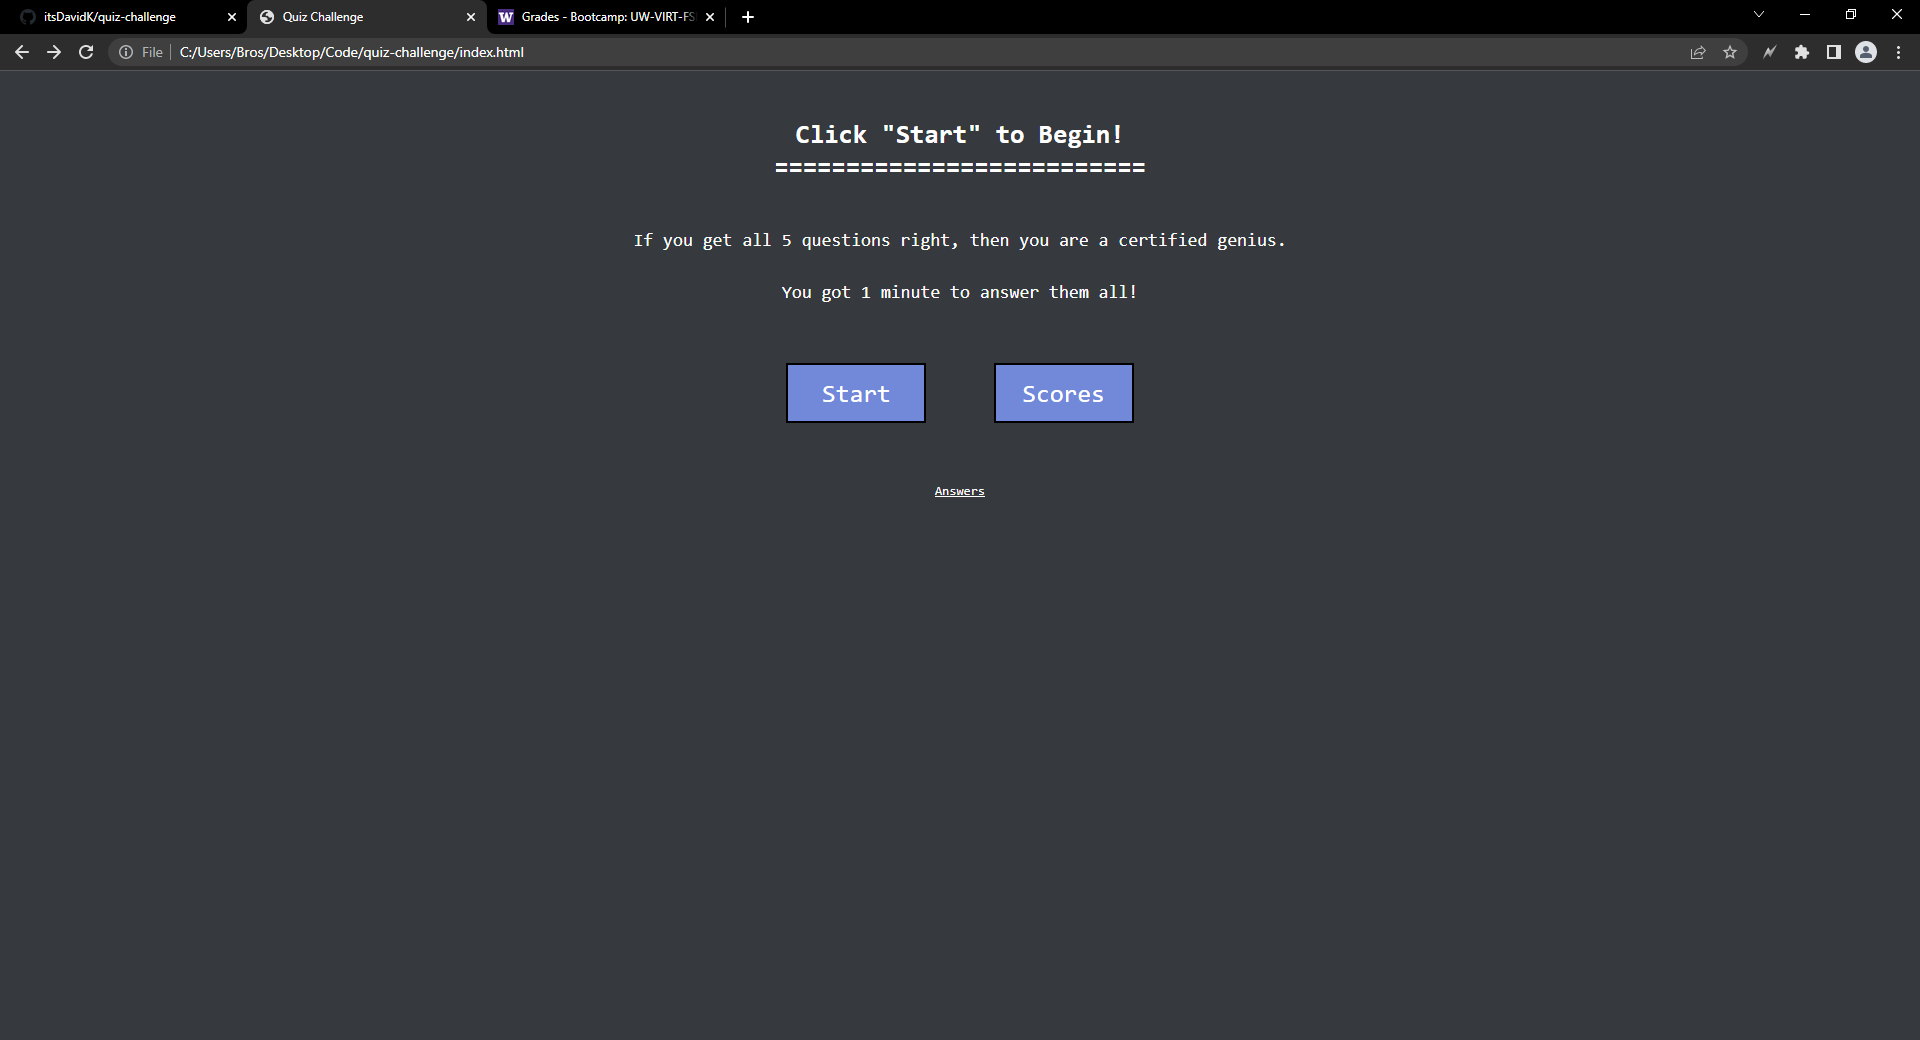 itsDavidK/quiz-challenge
Quiz Challenge
W
Grades - Bootcamp: UW-VIRT-FS
File
C:/Users/Bros/Desktop/Code/quiz-challenge/index.html
Click "Start" to Begin!
==========================
If you get all 5 questions right, then you are a certified genius.
You got 1 minute to answer them all!
Start
Scores
Answers